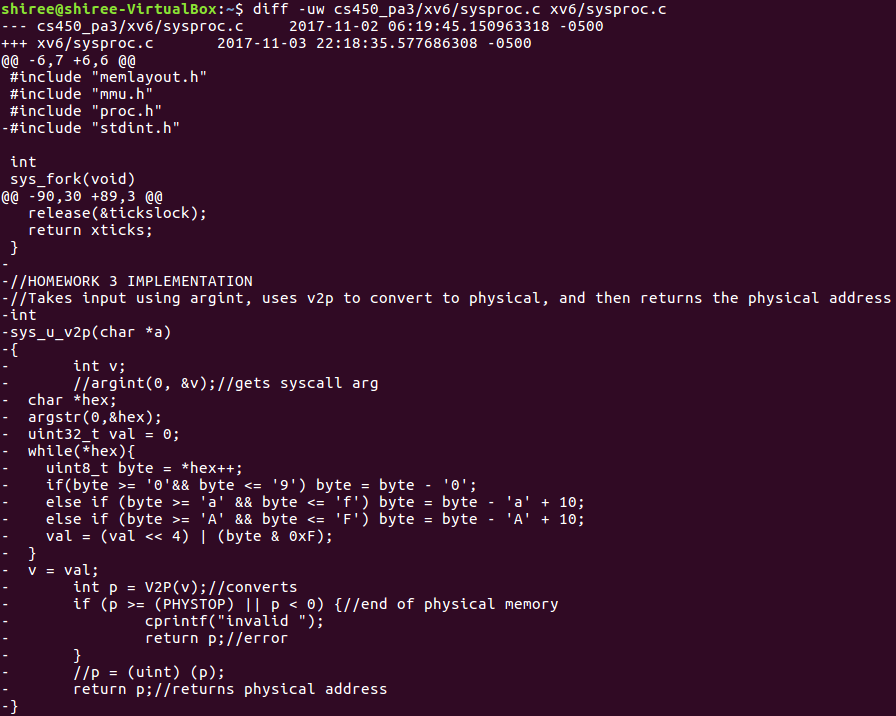 shiree@shiree-VirtualBox:~$ diff -uw cs450_pa3/xv6/sysproc.c xv6/sysproc.c
--- cs450_pa3/xv6/sysproc.c     2017-11-02 06:19:45.150963318 -0500
+++ xv6/sysproc.c       2017-11-03 22:18:35.577686308 -0500
@@ -6,7 +6,6 @@
 #include "memlayout.h"
 #include "mmu.h"
 #include "proc.h"
-#include "stdint.h"
 int
 sys_fork(void)
@@ -90,30 +89,3 @@
   release(&tickslock);
   return xticks;
 }
-
-//HOMEWORK 3 IMPLEMENTATION
-//Takes input using argint, uses v2p to convert to physical, and then returns the physical address
-int
-sys_u_v2p(char *a)
-{
-       int v;
-       //argint(0, &v);//gets syscall arg
-  char *hex;
-  argstr(0,&hex);
-  uint32_t val = 0;
-  while(*hex){
-    uint8_t byte = *hex++;
-    if(byte >= '0'&& byte <= '9') byte = byte - '0';
-    else if (byte >= 'a' && byte <= 'f') byte = byte - 'a' + 10;
-    else if (byte >= 'A' && byte <= 'F') byte = byte - 'A' + 10;
-    val = (val << 4) | (byte & 0xF);
-  }
-  v = val;
-       int p = V2P(v);//converts
-       if (p >= (PHYSTOP) || p < 0) {//end of physical memory
-               cprintf("invalid ");
-               return p;//error
-       }
-       //p = (uint) (p);
-       return p;//returns physical address
-}